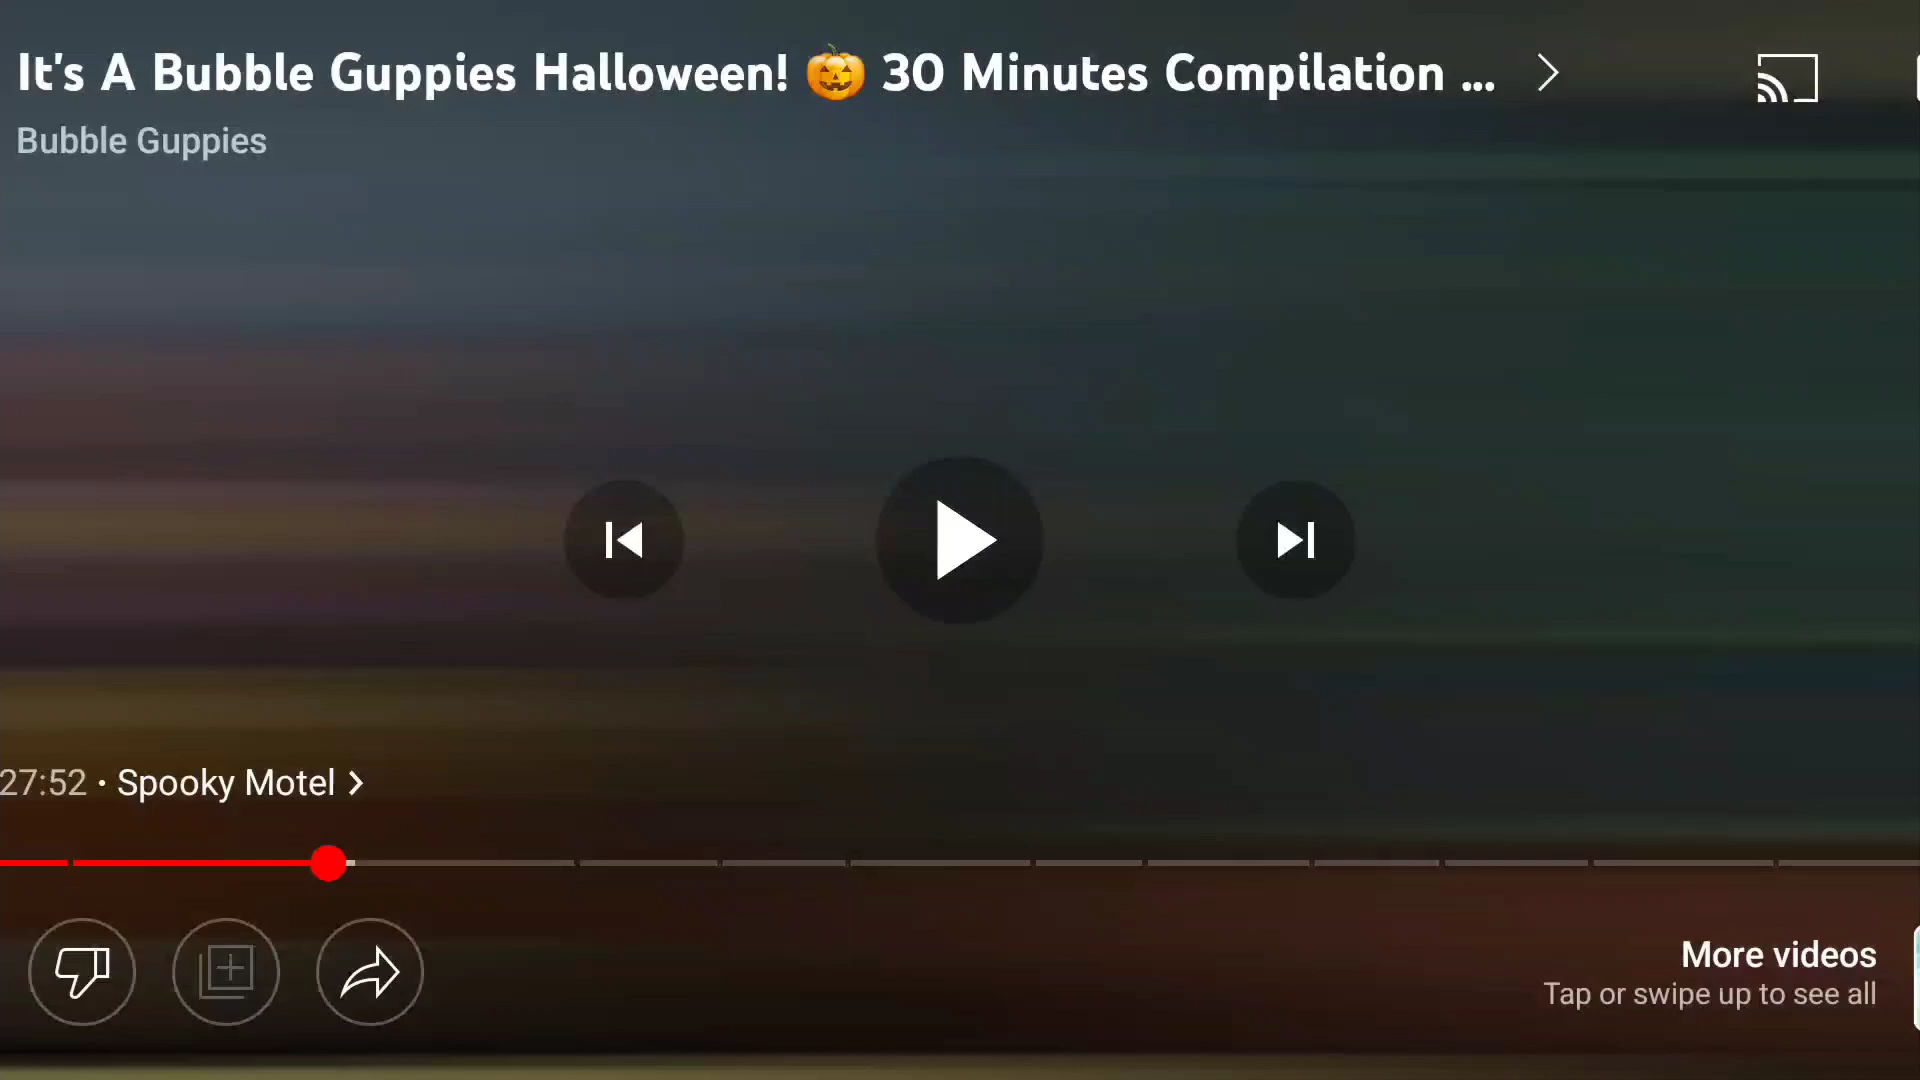 It's A Bubble Guppies Halloween! 🎃 30 Minutes Compilation ...
Bubble Guppies
27:52 · Spooky Motel
More videos
Tap or swipe up to see all